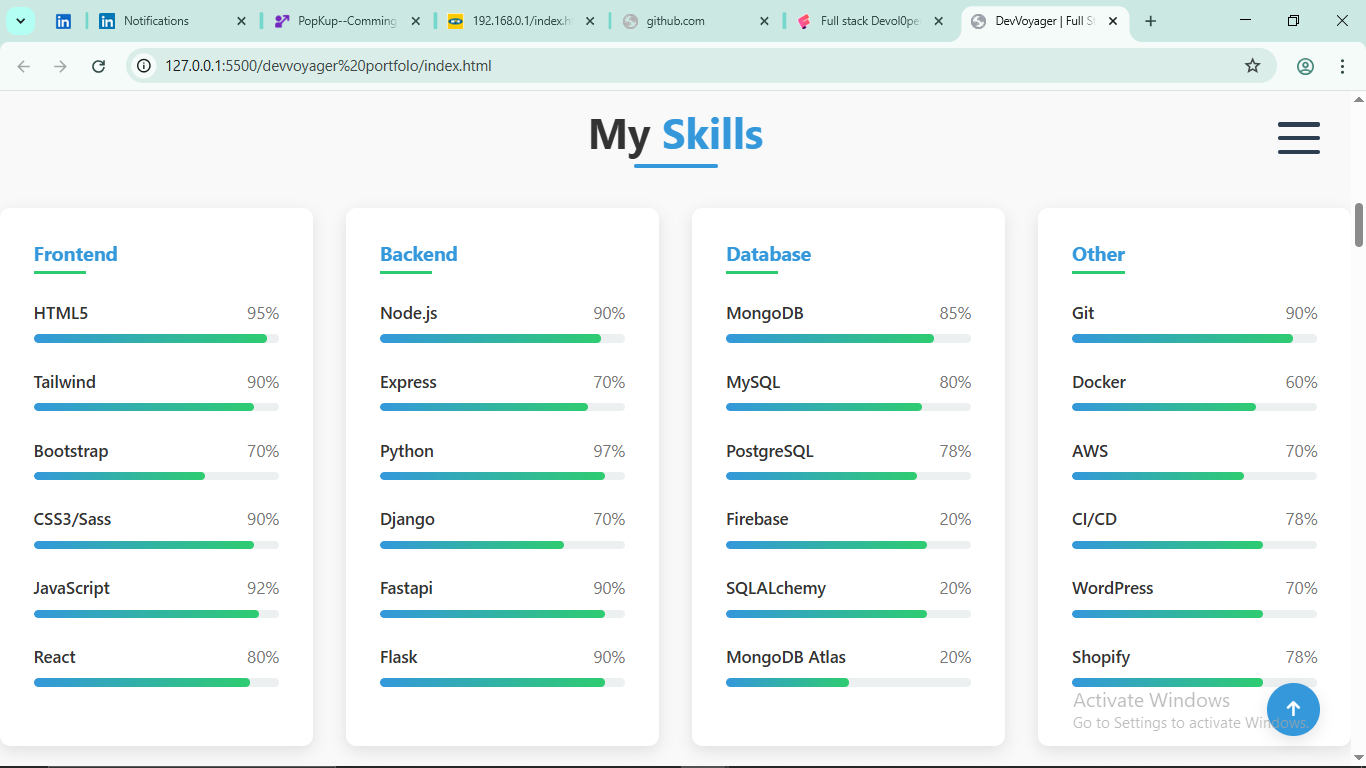 Notifications
PopKup--Comming
192.168.0.1/index.h
github.com
Full stack Devol0pe
DevVoyager | Full St
127.0.0.1:5500/devvoyager%20portfolo/index.html
My Skills
Frontend
HTML5 95%
Tailwind 90%
Bootstrap 70%
CSS3/Sass 90%
JavaScript 92%
React 80%
Backend
Node.js 90%
Express 70%
Python 97%
Django 70%
Fastapi 90%
Flask 90%
Database
MongoDB 85%
MySQL 80%
PostgreSQL 78%
Firebase 20%
SQLALchemy 20%
MongoDB Atlas 20%
Other
Git 90%
Docker 60%
AWS 70%
CI/CD 78%
WordPress 70%
Shopify 78%
Activate Windows
Go to Settings to activate Windows.